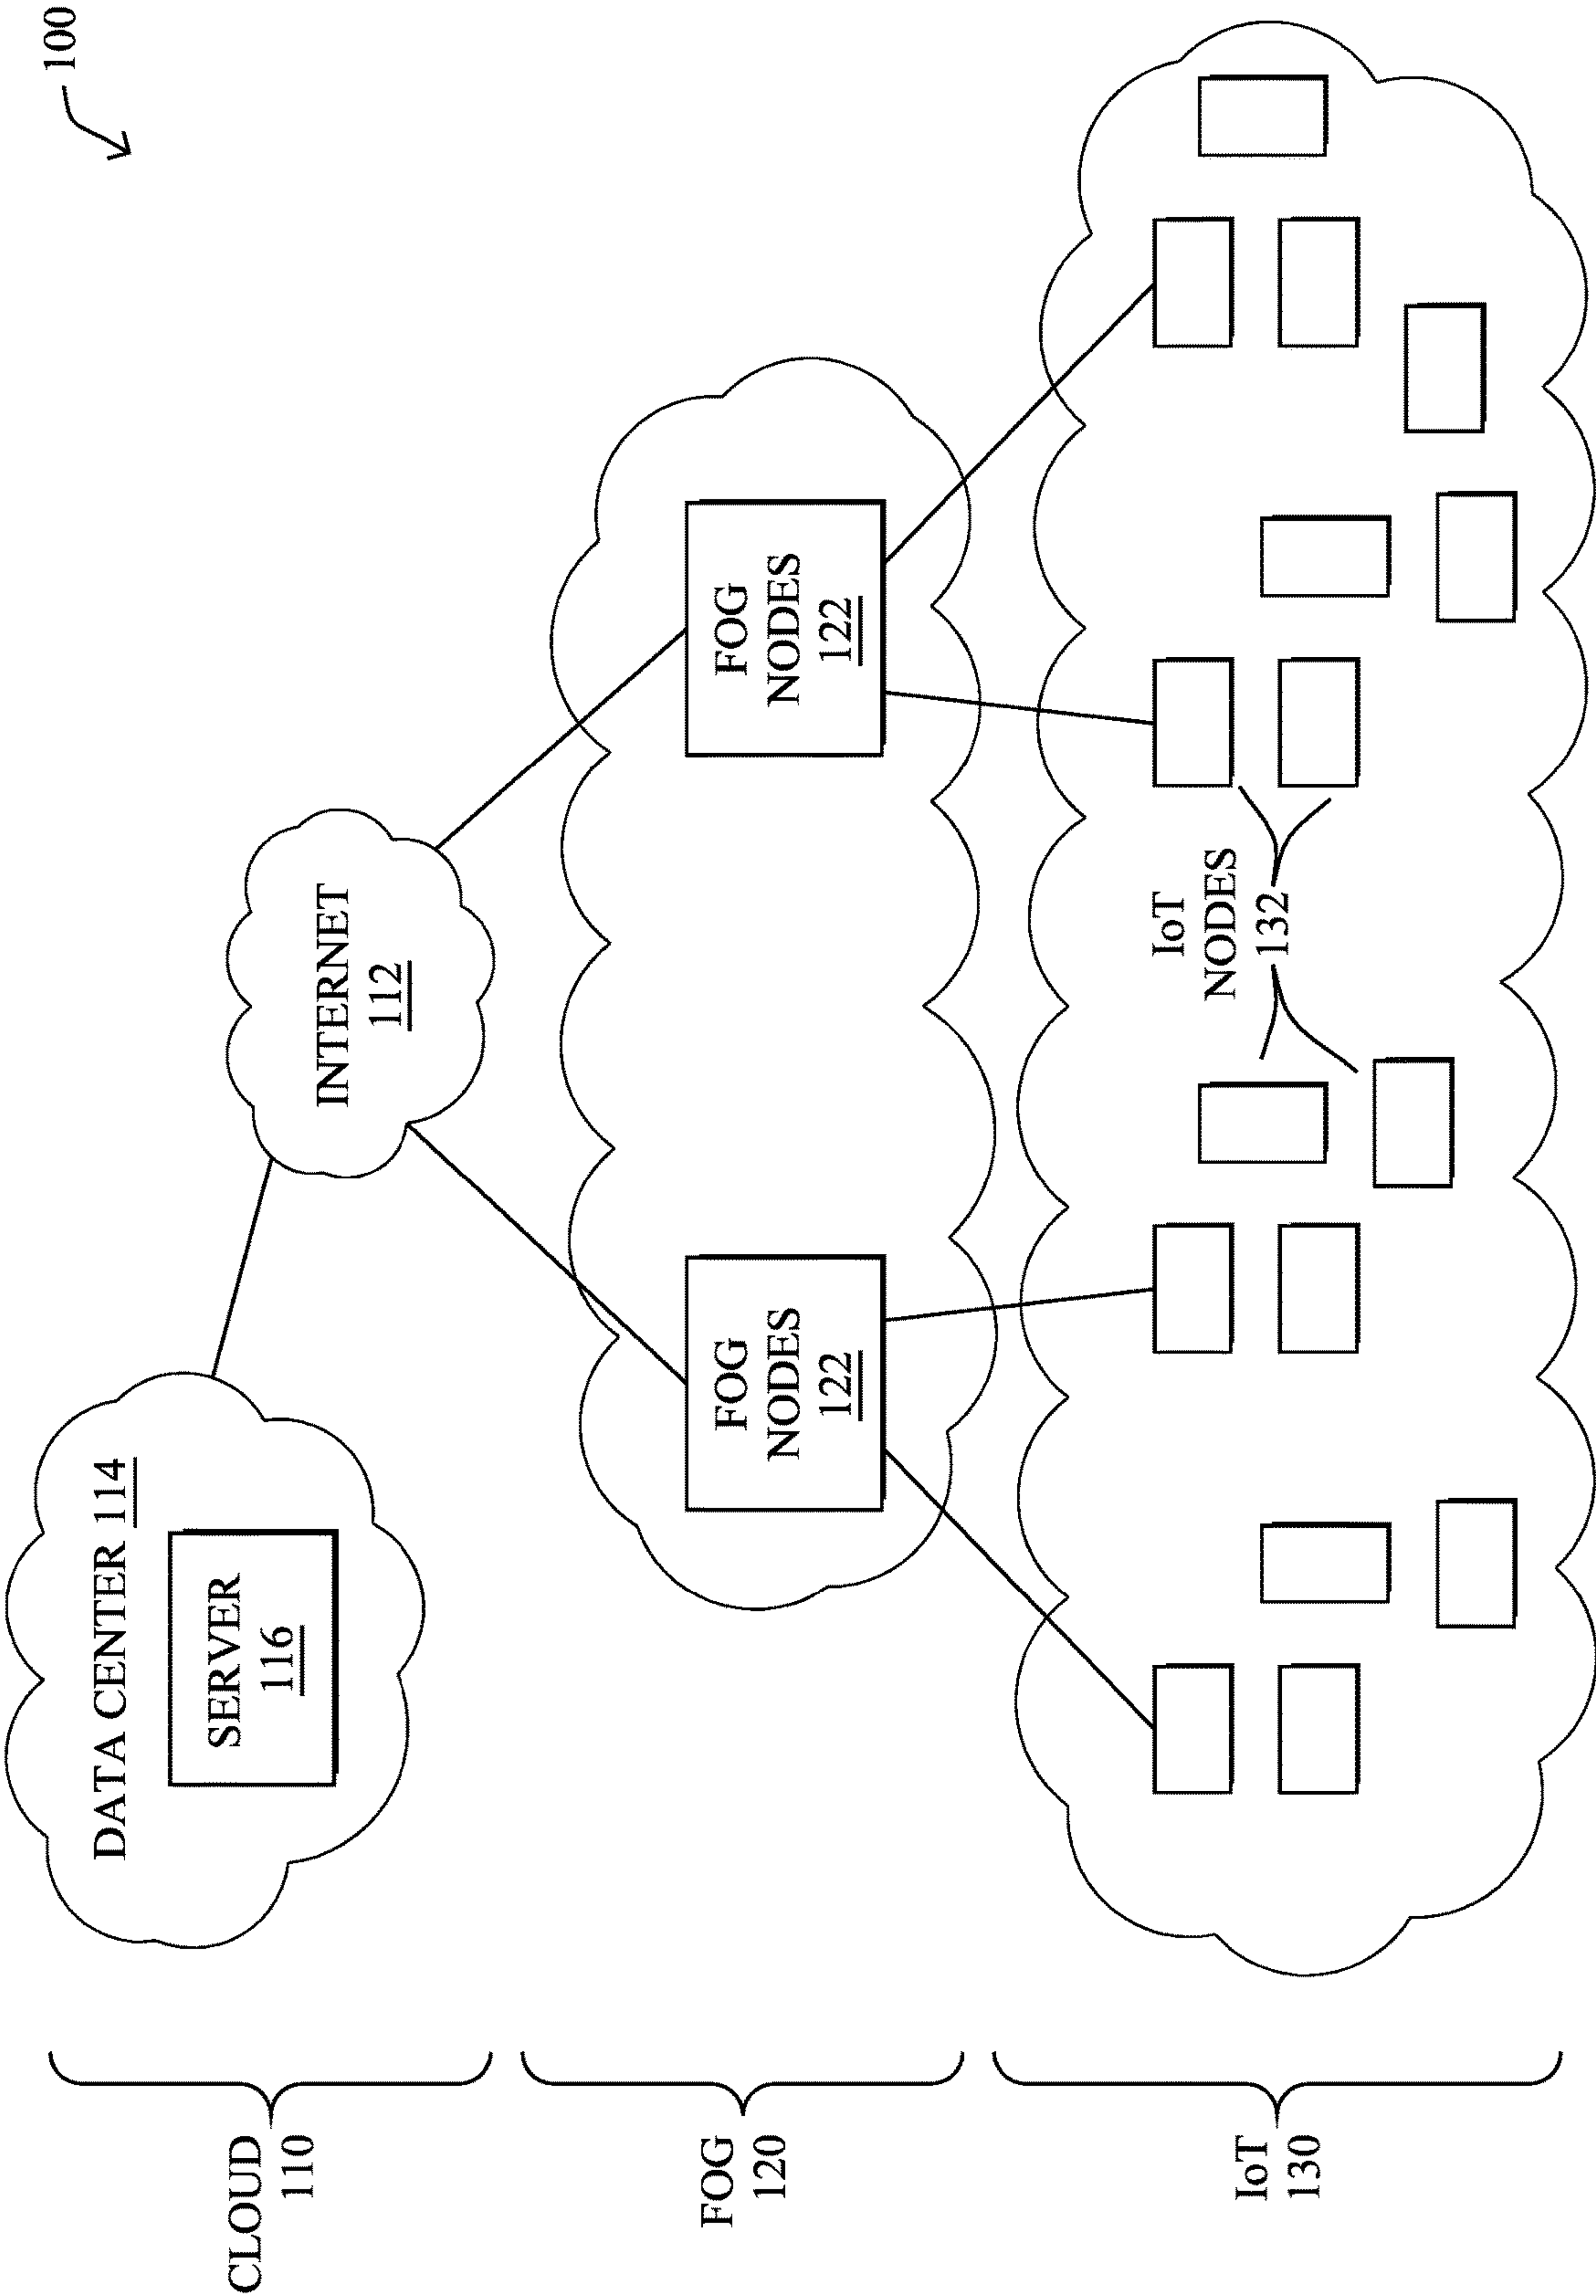 100
CLOUD
110
DATA CENTER 114
SERVER
116
INTERNET
112
FOG
120
FOG
NODES
122
FOG
NODES
122
IoT
130
IoT
NODES
132